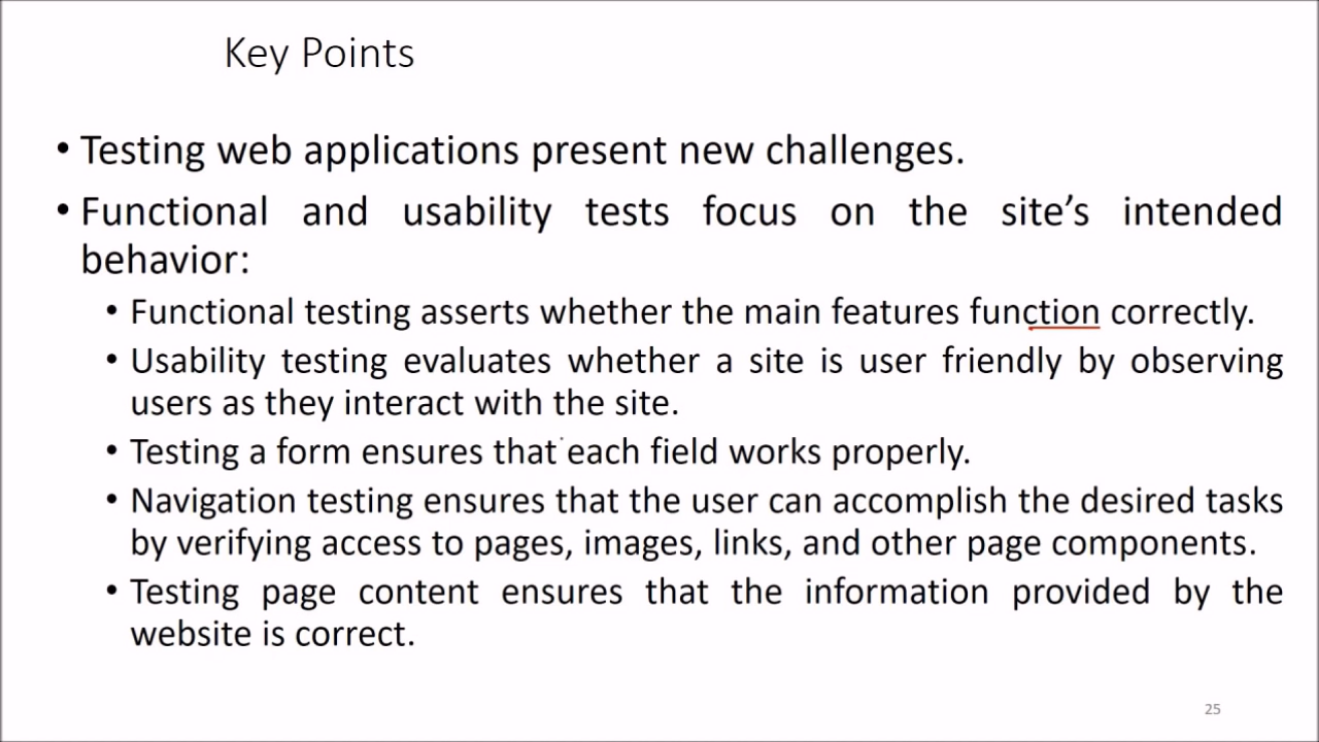 Key Points
• Testing web applications present new challenges.
• Functional and usability tests focus on the site’s intended
behavior:
• Functional testing asserts whether the main features function correctly.
• Usability testing evaluates whether a site is user friendly by observing
users as they interact with the site.
• Testing a form ensures that each field works properly.
• Navigation testing ensures that the user can accomplish the desired tasks
by verifying access to pages, images, links, and other page components.
• Testing page content ensures that the information provided by the
website is correct.
25